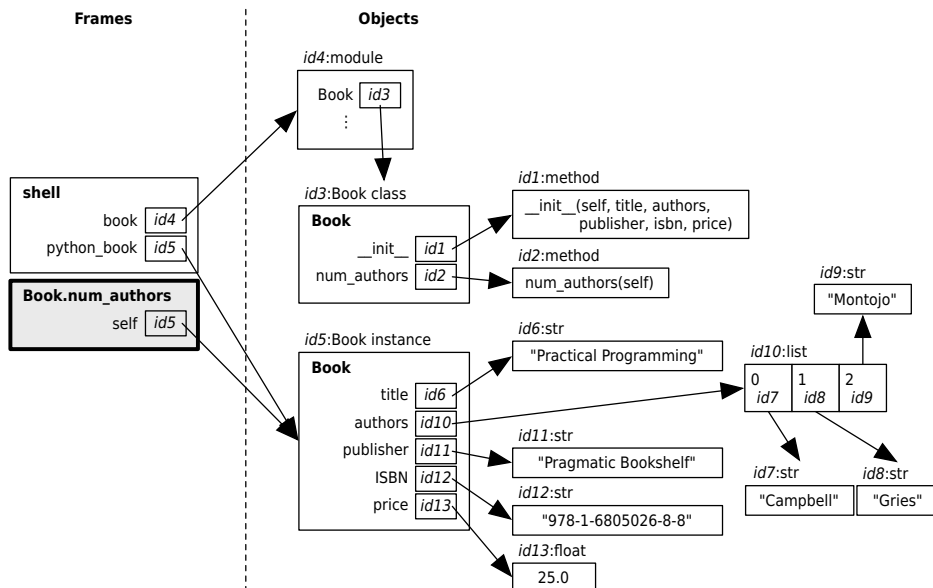 Frames
Objects
id4:module
Book id3
⋮
shell
book id4
python_book id5
Book.num_authors
self id5
id3:Book class
Book
__init__ id1
num_authors id2
id1:method
__init__(self, title, authors,
publisher, isbn, price)
id2:method
num_authors(self)
id5:Book instance
Book
title id6
authors id10
publisher id11
ISBN id12
price id13
id6:str
"Practical Programming"
id9:str
"Montojo"
id10:list
0 1 2
id7 id8 id9
id11:str
"Pragmatic Bookshelf"
id7:str
"Campbell"
id8:str
"Gries"
id12:str
"978-1-6805026-8-8"
id13:float
25.0